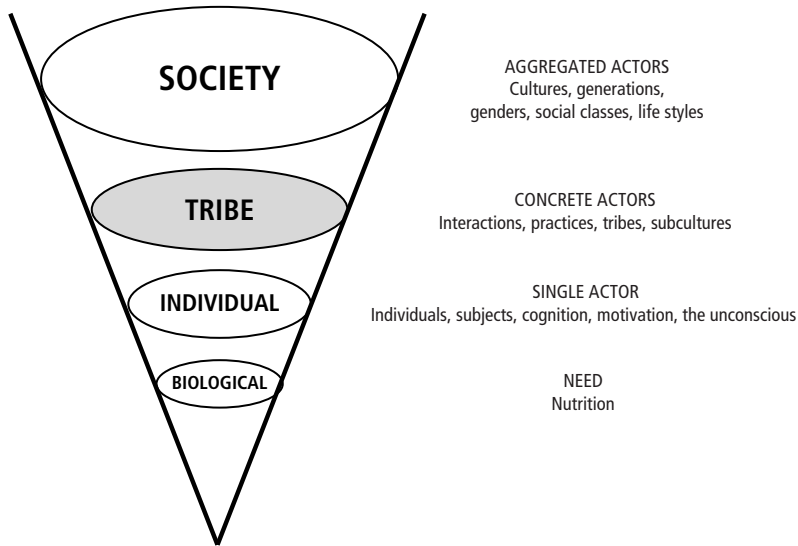 SOCIETY
AGGREGATED ACTORS
Cultures, generations,
genders, social classes, life styles
TRIBE
CONCRETE ACTORS
Interactions, practices, tribes, subcultures
INDIVIDUAL
SINGLE ACTOR
Individuals, subjects, cognition, motivation, the unconscious
BIOLOGICAL
NEED
Nutrition